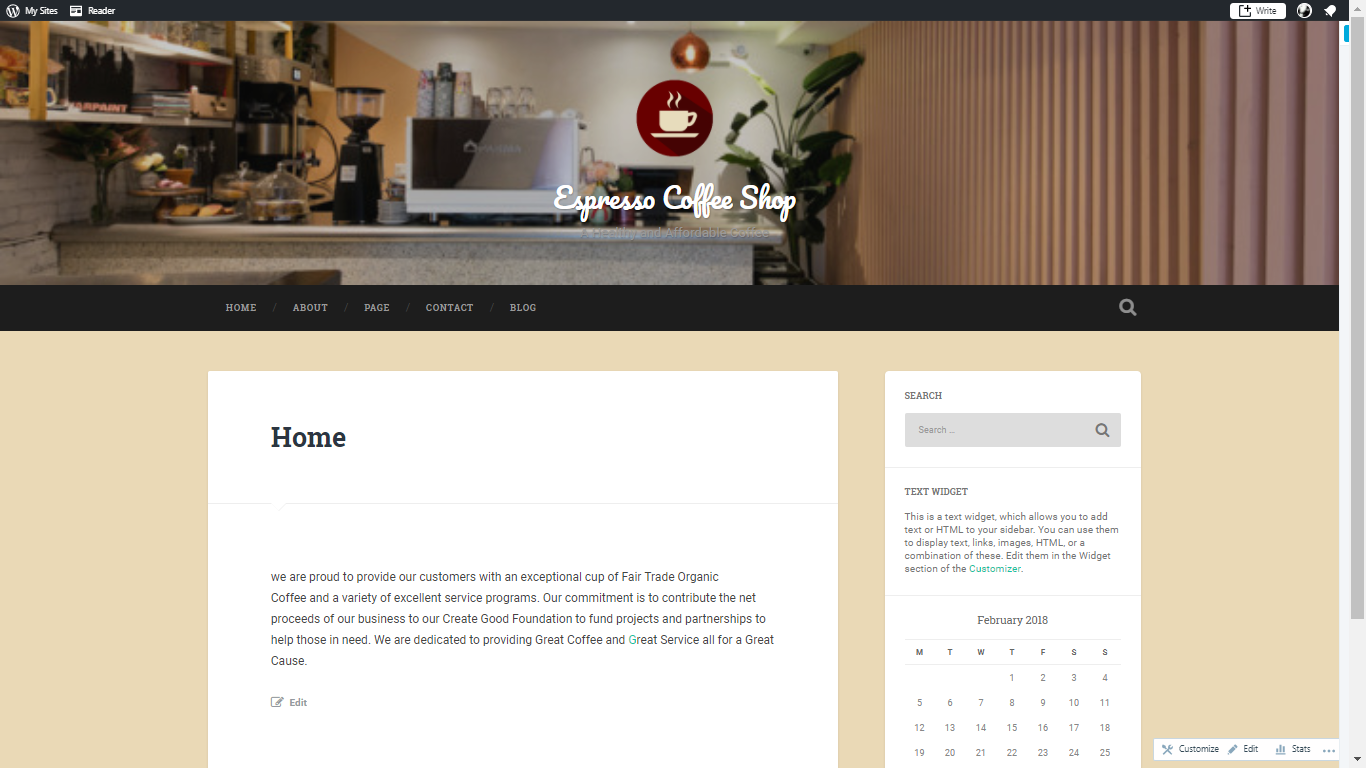 My Sites Reader Write
Espresso Coffee Shop
A Healthy and Affordable Coffee
HOME / ABOUT / PAGE / CONTACT / BLOG
Home
we are proud to provide our customers with an exceptional cup of Fair Trade Organic
Coffee and a variety of excellent service programs. Our commitment is to contribute the net
proceeds of our business to our Create Good Foundation to fund projects and partnerships to
help those in need. We are dedicated to providing Great Coffee and Great Service all for a Great
Cause.
Edit
SEARCH
Search ...
TEXT WIDGET
This is a text widget, which allows you to add
text or HTML to your sidebar. You can use them
to display text, links, images, HTML, or a
combination of these. Edit them in the Widget
section of the Customizer.
February 2018
M T W T F S S
1 2 3 4
5 6 7 8 9 10 11
12 13 14 15 16 17 18
19 20 21 22 23 24 25
Customize Edit Stats ...